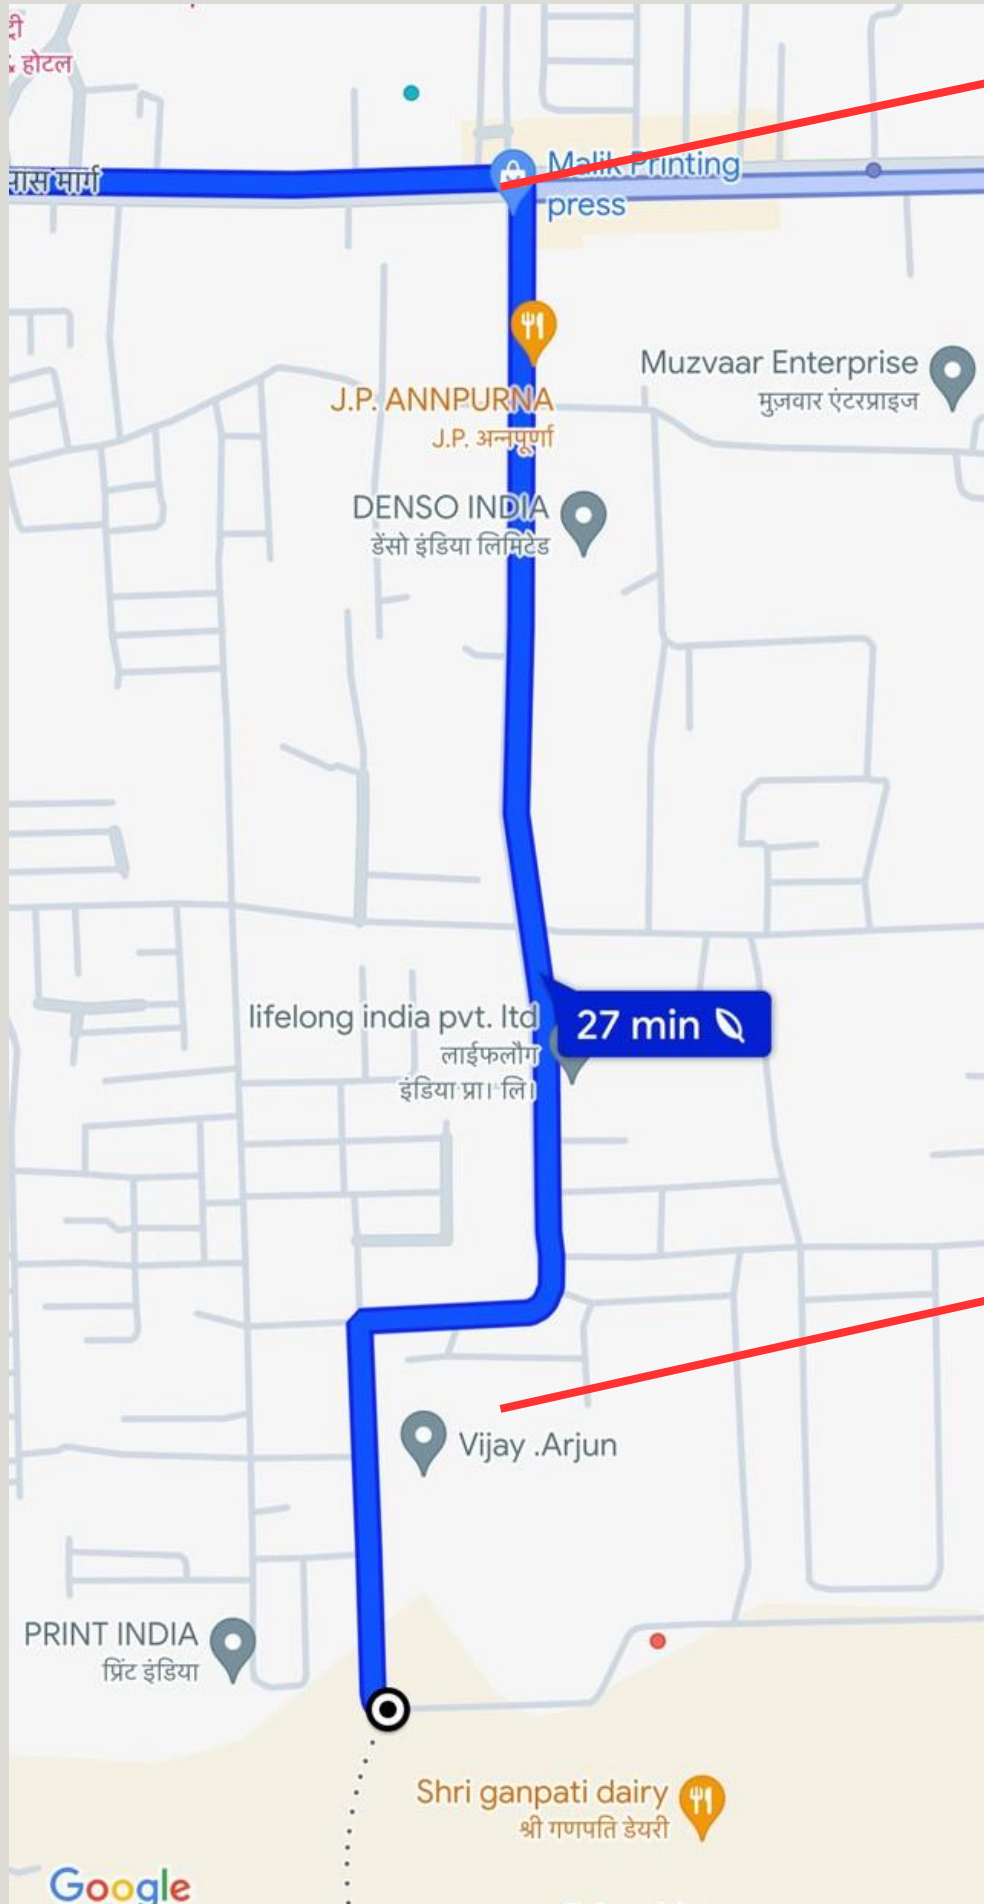 & होटल
मार्ग
Malik Printing
press
J.P. ANNPURNA
J.P. अन्नपूर्णा
Muzvaar Enterprise
मुज़वार एंटरप्राइज
DENSO INDIA
डेंसो इंडिया लिमिटेड
lifelong india pvt. ltd
लाईफलौग
इंडिया प्रा। लि।
27 min
Vijay .Arjun
PRINT INDIA
प्रिंट इंडिया
Shri ganpati dairy
श्री गणपति डेयरी
Google